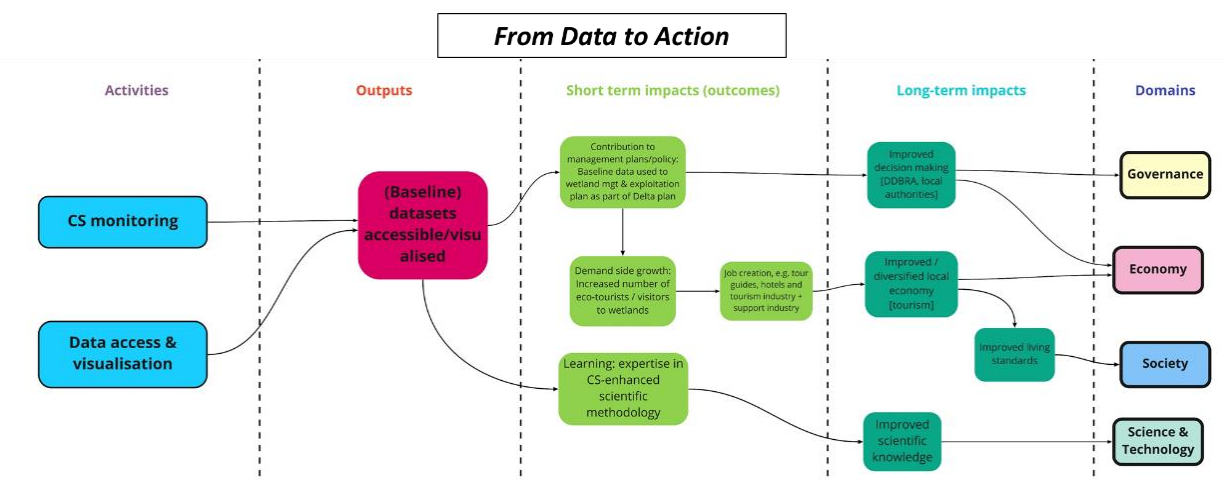 From Data to Action
Activities
Outputs
Short term impacts (outcomes)
Long-term impacts
Domains
CS monitoring
Data access &
visualisation
(Baseline)
datasets
accessible/visu
alised
Contribution to
management plans/policy:
Baseline data used to
wetland mgt & exploitation
plan as part of Delta plan
Demand side growth:
Increased number of
eco-tourists / visitors
to wetlands
Job creation, e.g. tour
guides, hotels and
tourism industry +
support industry
Learning: expertise in
CS-enhanced
scientific
methodology
Improved
decision making
[DDBRA, local
authorities]
Improved /
diversified local
economy
[tourism]
Improved living
standards
Improved
scientific
knowledge
Governance
Economy
Society
Science &
Technology